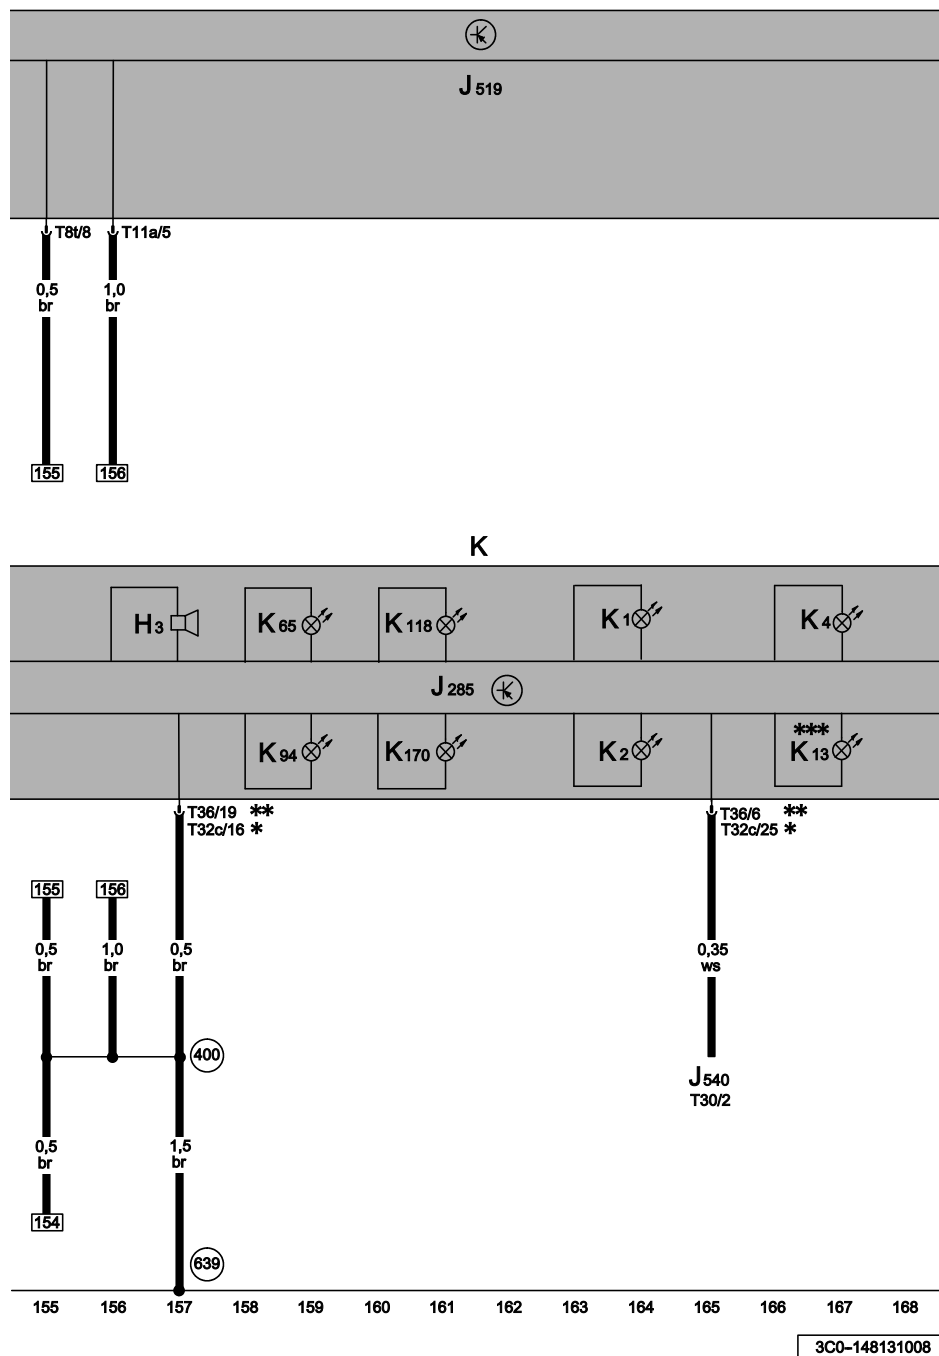 J 519
T8t/8 T11a/5
0,5 1,0
br br
155 156
K
H3 K65 K118 K1 K4
J 285
***
K94 K170 K2 K13
T36/19 ** T36/6 **
T32c/16 * T32c/25 *
155 156
0,5 1,0 0,5 0,35
br br br ws
400
J540
T30/2
0,5 1,5
br br
154
639
155 156 157 158 159 160 161 162 163 164 165 166 167 168
3C0-148131008